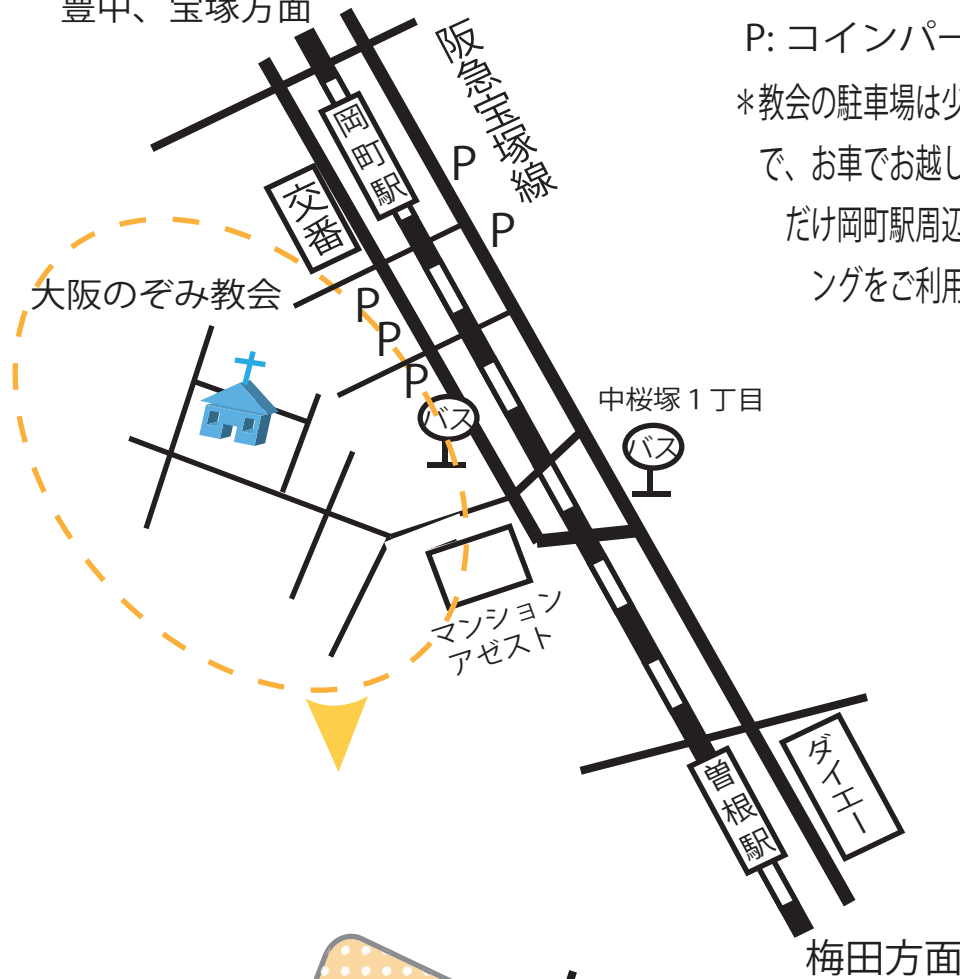 豊中、宝塚方面
P: コインパー
＊教会の駐車場は少
で、お車でお越し
だけ岡町駅周辺
ングをご利用
阪急宝塚線
岡町駅
交番
P
P
大阪のぞみ教会
P
P
P
バス
中桜塚１丁目
バス
マンション
アゼスト
ダイエー
曽根駅
梅田方面